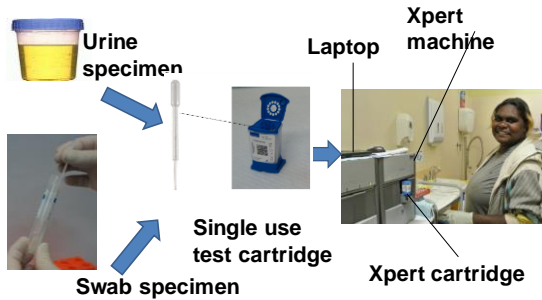 Urine
specimen
Laptop
Xpert
machine
Single use
test cartridge
Swab specimen
Xpert cartridge